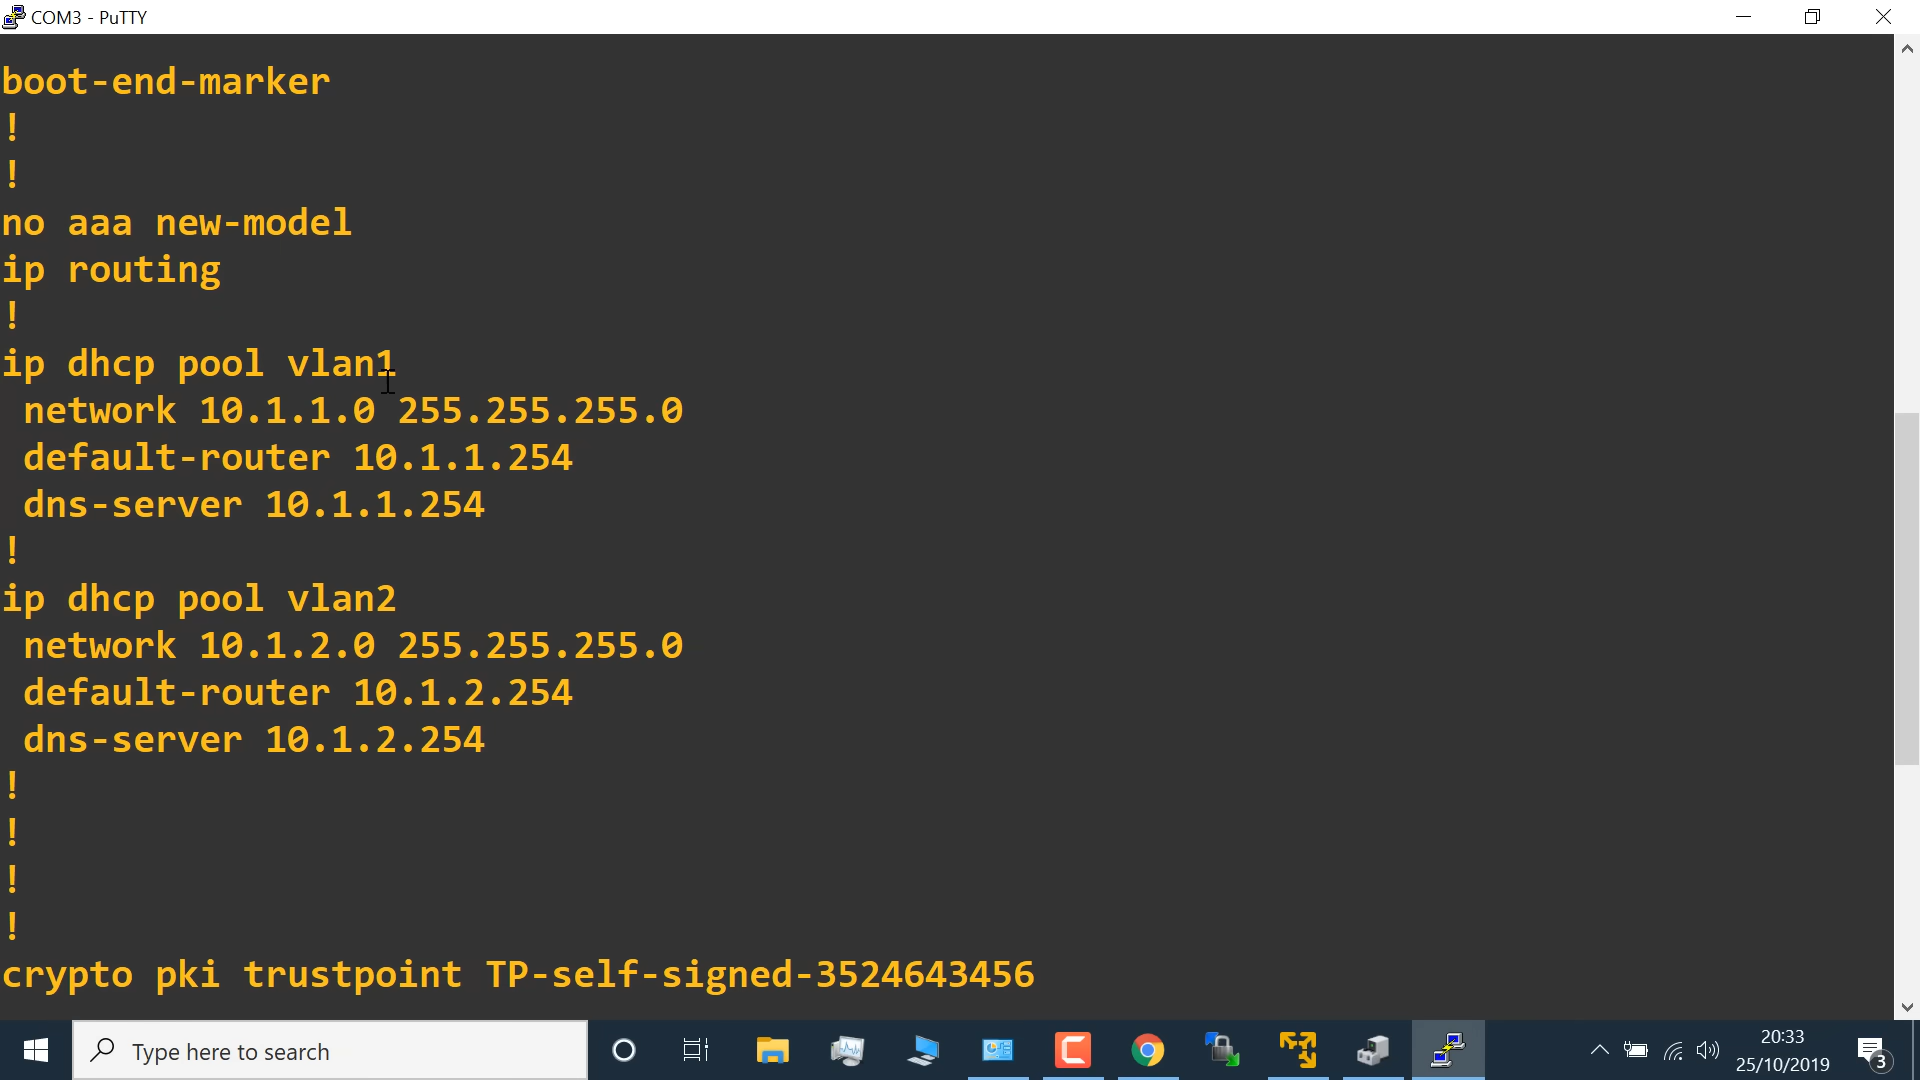 COM3 - PuTTY
boot-end-marker
!
!
no aaa new-model
ip routing
!
ip dhcp pool vlan1
 network 10.1.1.0 255.255.255.0
 default-router 10.1.1.254
 dns-server 10.1.1.254
!
ip dhcp pool vlan2
 network 10.1.2.0 255.255.255.0
 default-router 10.1.2.254
 dns-server 10.1.2.254
!
!
!
!
crypto pki trustpoint TP-self-signed-3524643456
Type here to search
20:33
25/10/2019
3